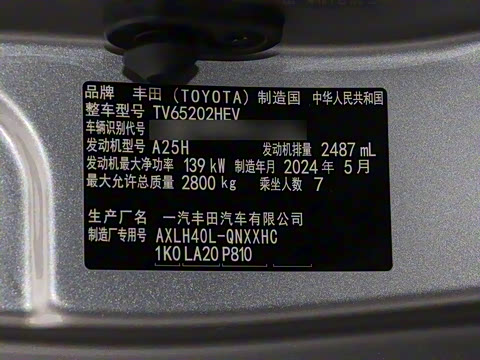 品牌 丰田 (TOYOTA) 制造国 中华人民共和国
整车型号 TV65202HEV
车辆识别代号
发动机型号 A25H 发动机排量 2487 mL
发动机最大净功率 139 kW 制造年月 2024 年 5 月
最大允许总质量 2800 kg 乘坐人数 7
生产厂名 一汽丰田汽车有限公司
制造厂专用号 AXLH40L-QNXXHC
1K0 LA20 P810